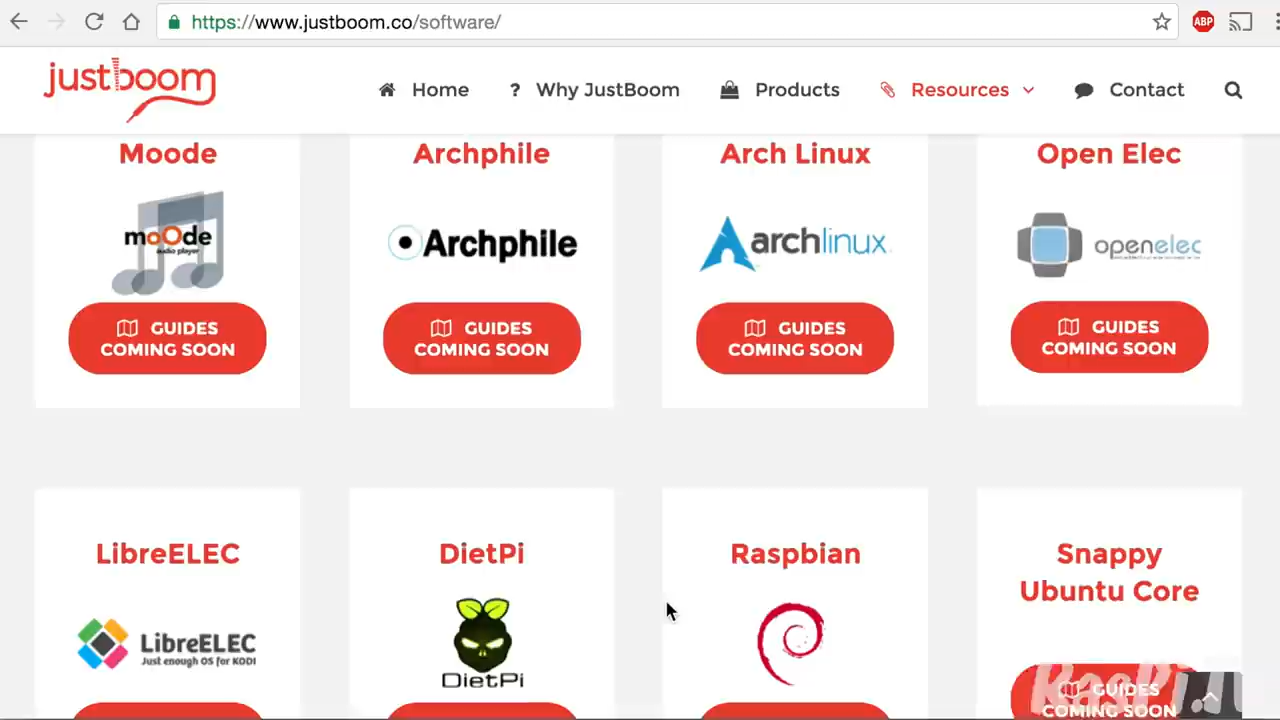 https://www.justboom.co/software/
ABP
justboom
Home
? Why JustBoom
Products
Resources
Contact
Moode
Archphile
Arch Linux
Open Elec
moOde
audio player
Archphile
archlinux
openelec
GUIDES
COMING SOON
GUIDES
COMING SOON
GUIDES
COMING SOON
GUIDES
COMING SOON
LibreELEC
DietPi
Raspbian
Snappy
Ubuntu Core
LibreELEC
Just enough OS for KODI
DietPi
GUIDES
COMING SOON